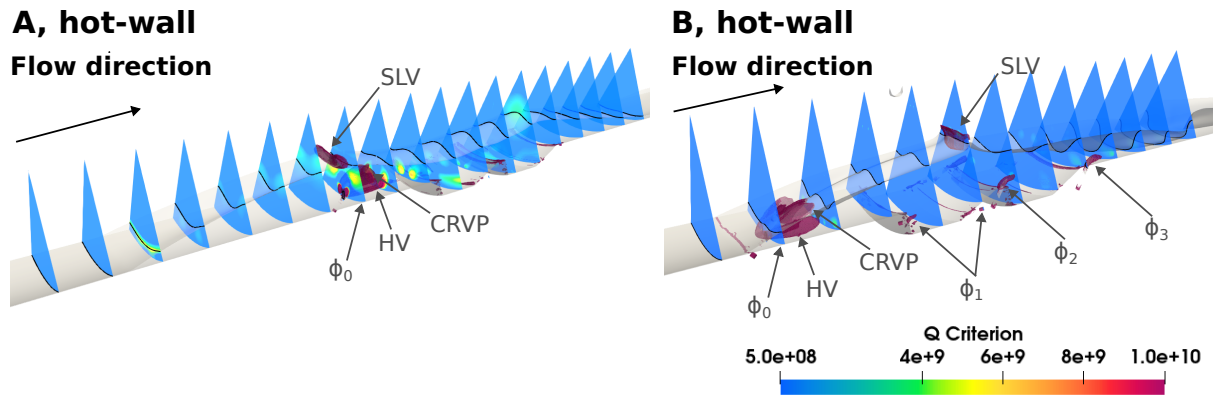 A, hot-wall
Flow direction
SLV
CRVP
HV
ϕ0
B, hot-wall
Flow direction
SLV
ϕ3
ϕ2
CRVP
ϕ1
HV
ϕ0
Q Criterion
5.0e+08 4e+9 6e+9 8e+9 1.0e+10